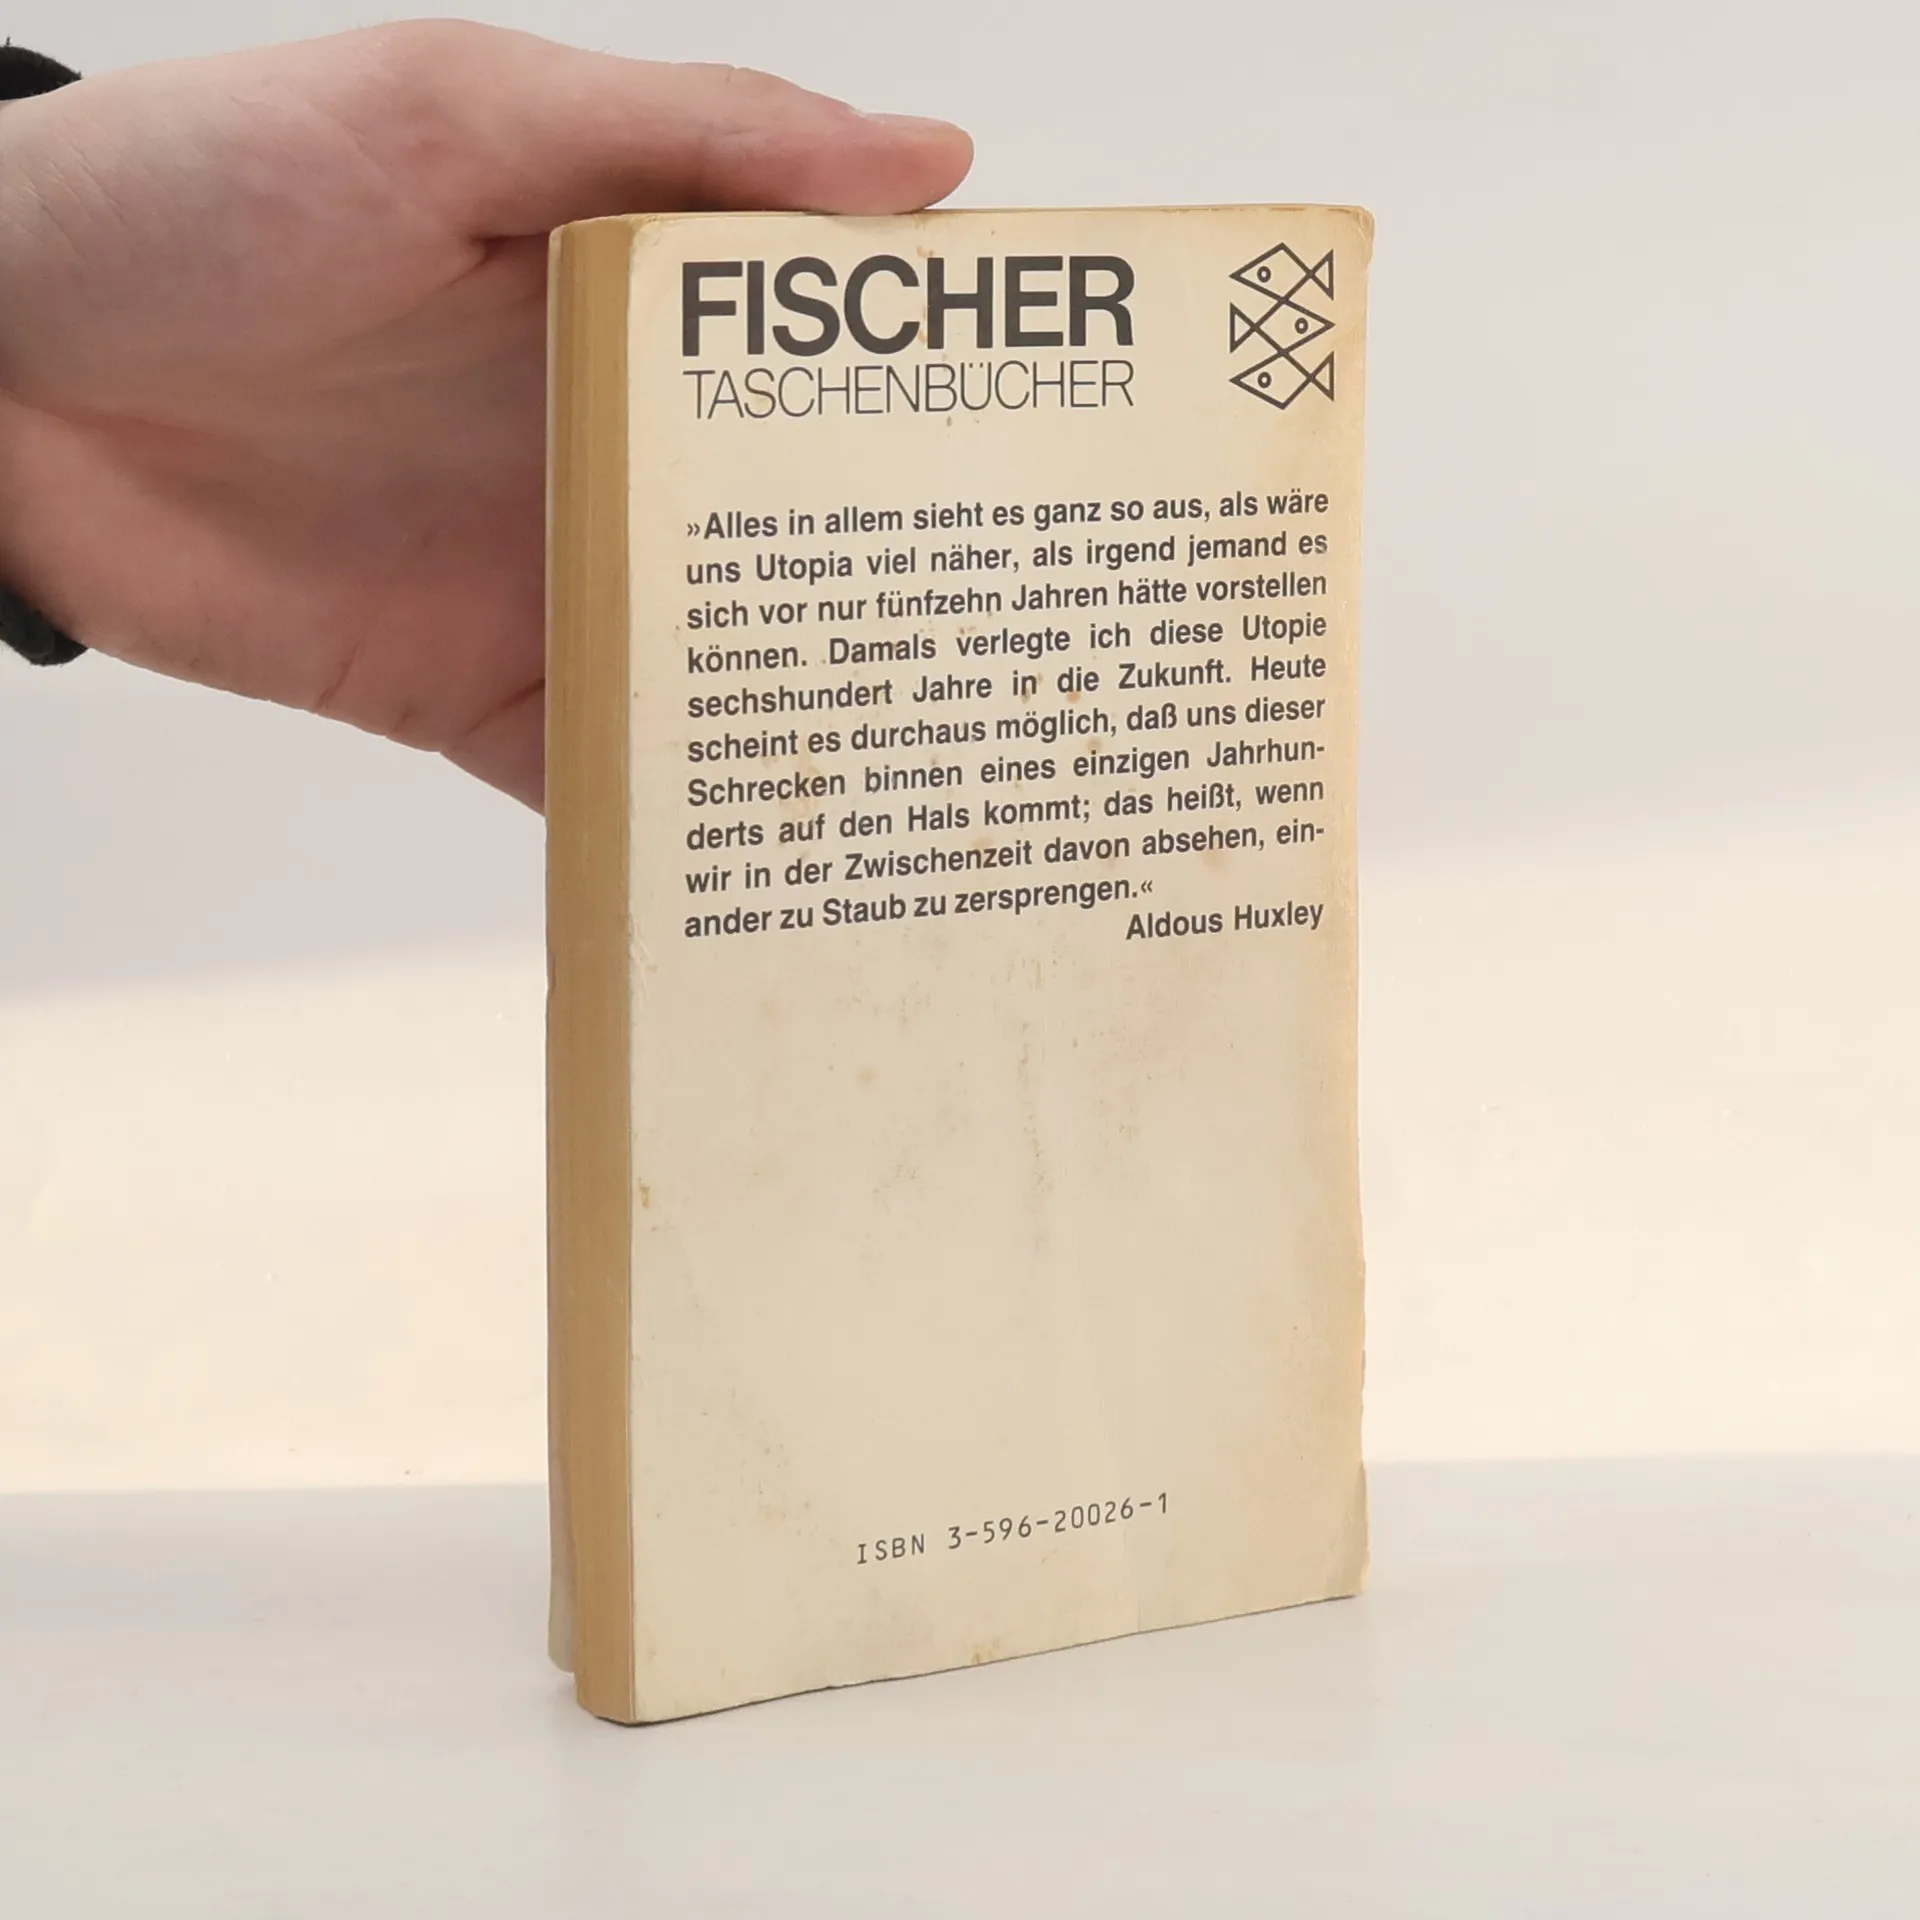 FISCHER
TASCHENBÜCHER
»Alles in allem sieht es ganz so aus, als wäre
uns Utopia viel näher, als irgend jemand es
sich vor nur fünfzehn Jahren hätte vorstellen
können. Damals verlegte ich diese Utopie
sechshundert Jahre in die Zukunft. Heute
scheint es durchaus möglich, daß uns dieser
Schrecken binnen eines einzigen Jahrhun-
derts auf den Hals kommt; das heißt, wenn
wir in der Zwischenzeit davon absehen, ein-
ander zu Staub zu zersprengen.«
Aldous Huxley
ISBN 3-596-20026-1